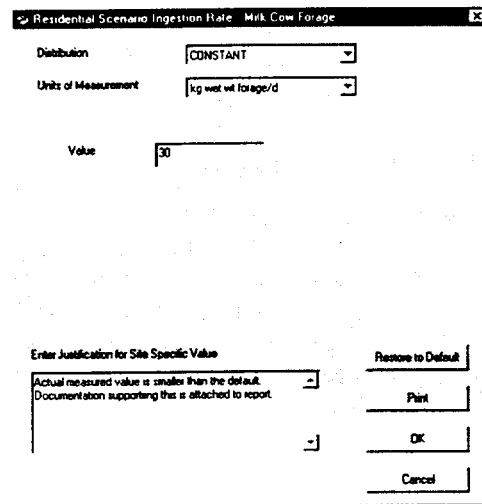 Residential Scenario Ingestion Rate Milk Cow Forage
Distribution CONSTANT
Units of Measurement kg wet wt forage/d
Value 30
Enter Justification for Site Specific Value
Actual measured value is smaller than the default.
Documentation supporting this is attached to report.
Restore to Default
Print
OK
Cancel